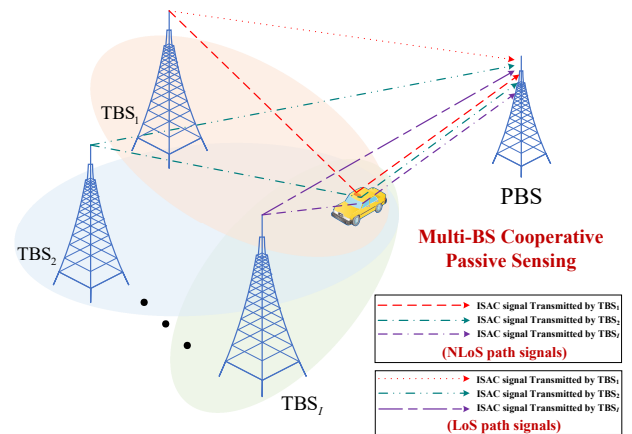 TBS1
TBS2
TBSI
PBS
Multi-BS Cooperative
Passive Sensing
ISAC signal Transmitted by TBS1
ISAC signal Transmitted by TBS2
ISAC signal Transmitted by TBSI
(NLoS path signals)
ISAC signal Transmitted by TBS1
ISAC signal Transmitted by TBS2
ISAC signal Transmitted by TBSI
(LoS path signals)